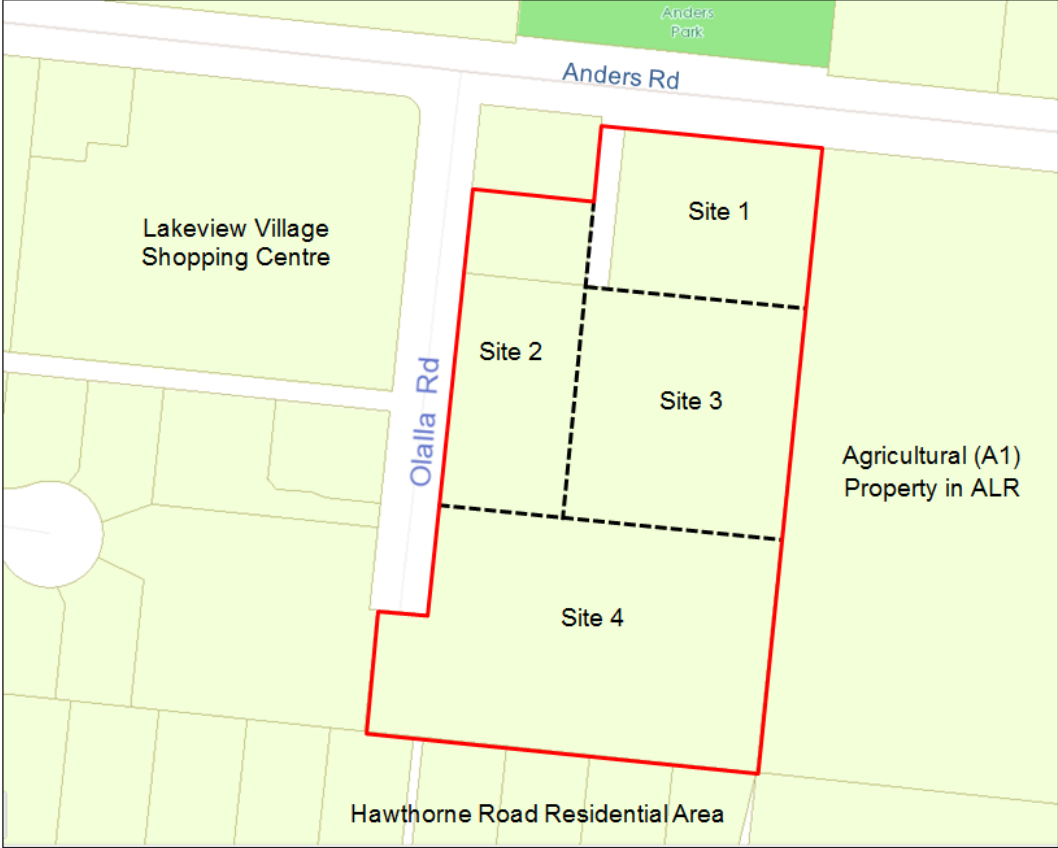 Anders
Park
Anders Rd
Site 1
Lakeview Village
Shopping Centre
Site 2
Olalla Rd
Site 3
Agricultural (A1)
Property in ALR
Site 4
Hawthorne Road Residential Area